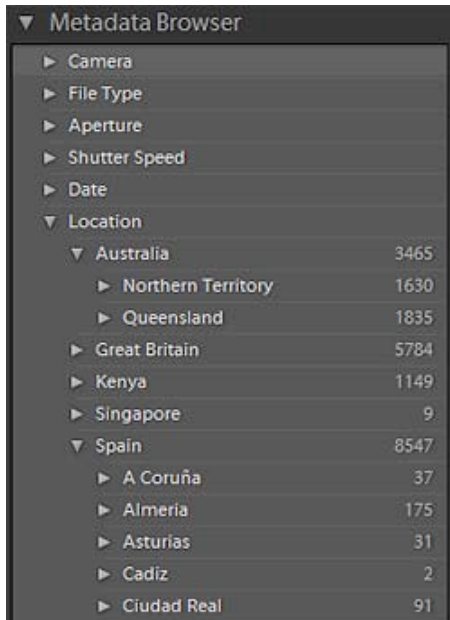 Metadata Browser
Camera
File Type
Aperture
Shutter Speed
Date
Location
Australia 3465
Northern Territory 1630
Queensland 1835
Great Britain 5784
Kenya 1149
Singapore 9
Spain 8547
A Coruña 37
Almeria 175
Asturias 31
Cadiz 2
Ciudad Real 91